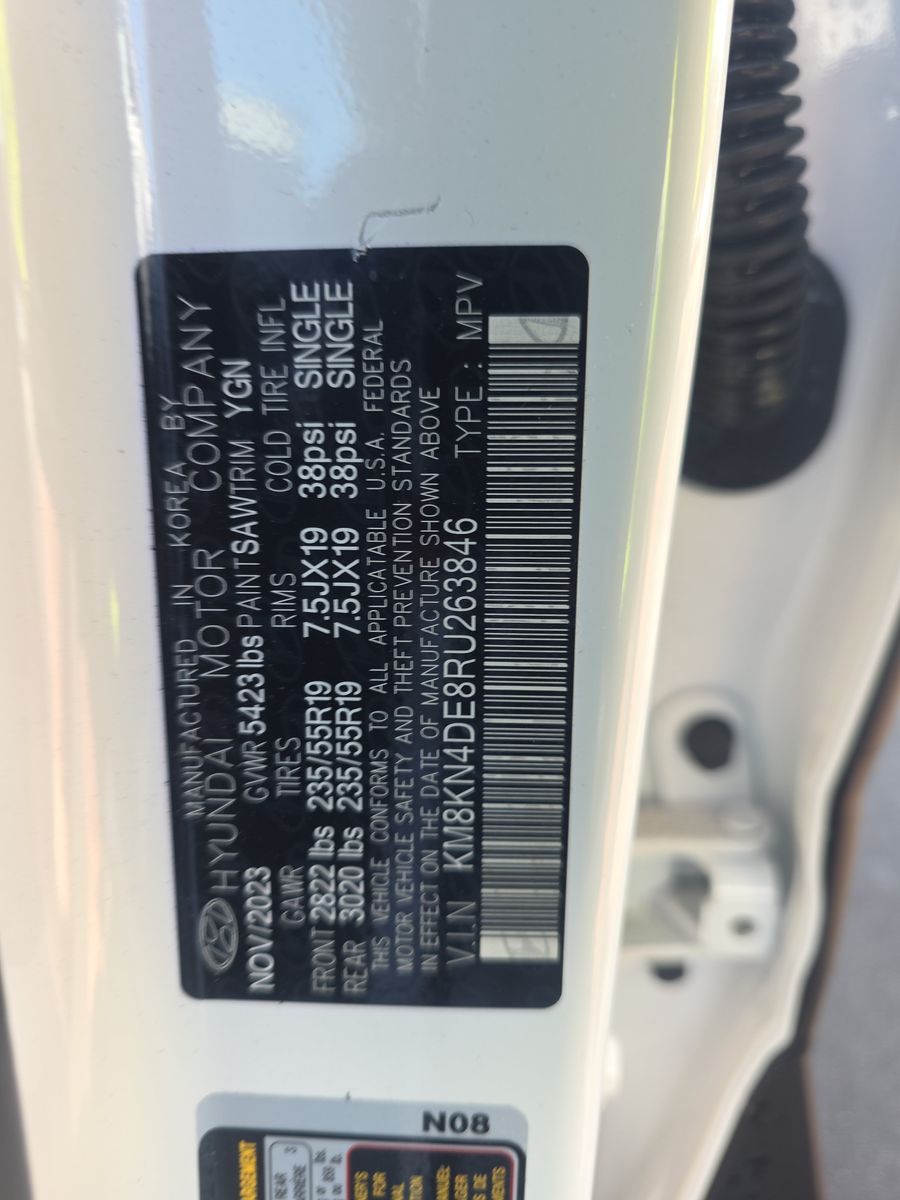 MANUFACTURED IN KOREA BY
HYUNDAI MOTOR COMPANY
NOV/2023 GVWR 5423 lbs PAINT SAW TRIM YGN
GAWR TIRES RIMS COLD TIRE INFL
FRONT 2822 lbs 235/55R19 7.5JX19 38psi SINGLE
REAR 3020 lbs 235/55R19 7.5JX19 38psi SINGLE
THIS VEHICLE CONFORMS TO ALL APPLICABLE U.S.A. FEDERAL
MOTOR VEHICLE SAFETY AND THEFT PREVENTION STANDARDS
IN EFFECT ON THE DATE OF MANUFACTURE SHOWN ABOVE
V.I.N KM8KN4DE8RU263846 TYPE : MPV
N08
REAR 3